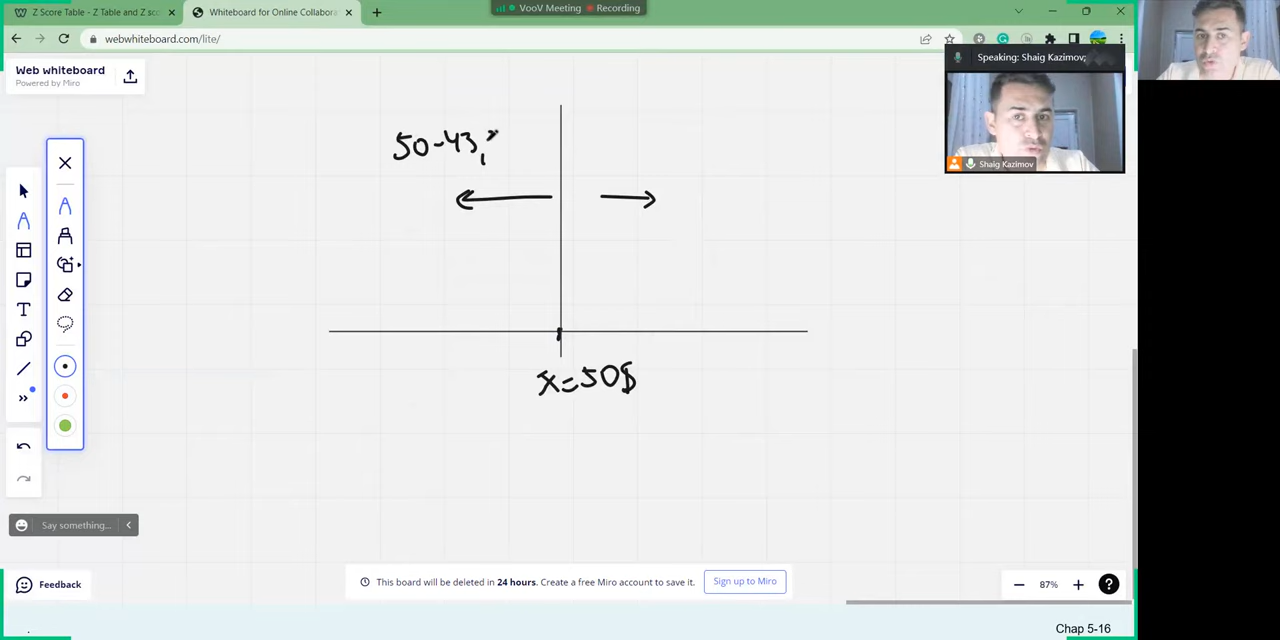 VooV Meeting Recording
Z Score Table - Z Table and Z sco
Whiteboard for Online Collabora
webwhiteboard.com/lite/
Web whiteboard
Powered by Miro
Speaking: Shaig Kazimov;
Shaig Kazimov
50-43,
x=50$
T
Say something...
Feedback
This board will be deleted in 24 hours. Create a free Miro account to save it.
Sign up to Miro
87%
?
Chap 5-16